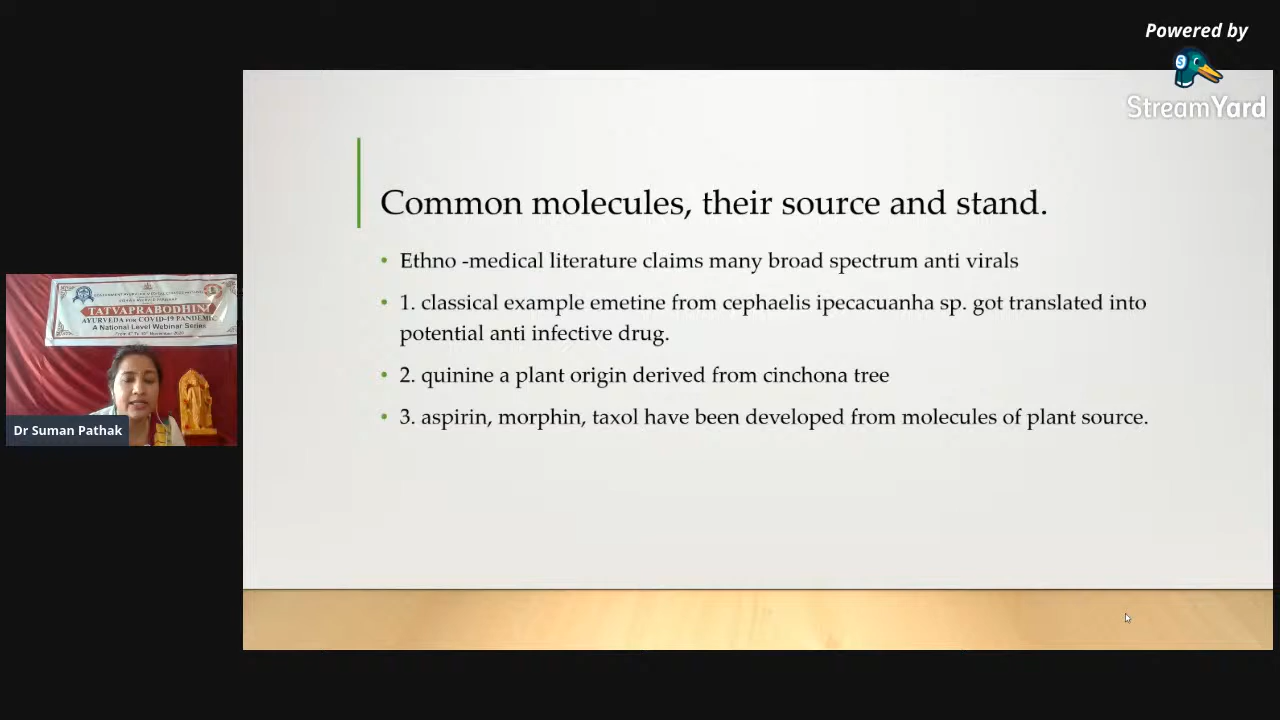 Powered by
StreamYard
Common molecules, their source and stand.
• Ethno -medical literature claims many broad spectrum anti virals
• 1. classical example emetine from cephaelis ipecacuanha sp. got translated into
potential anti infective drug.
• 2. quinine a plant origin derived from cinchona tree
• 3. aspirin, morphin, taxol have been developed from molecules of plant source.
TATVAPRABODHINI
AYURVEDA FOR COVID-19 PANDEMIC
A National Level Webinar Series
Dr Suman Pathak